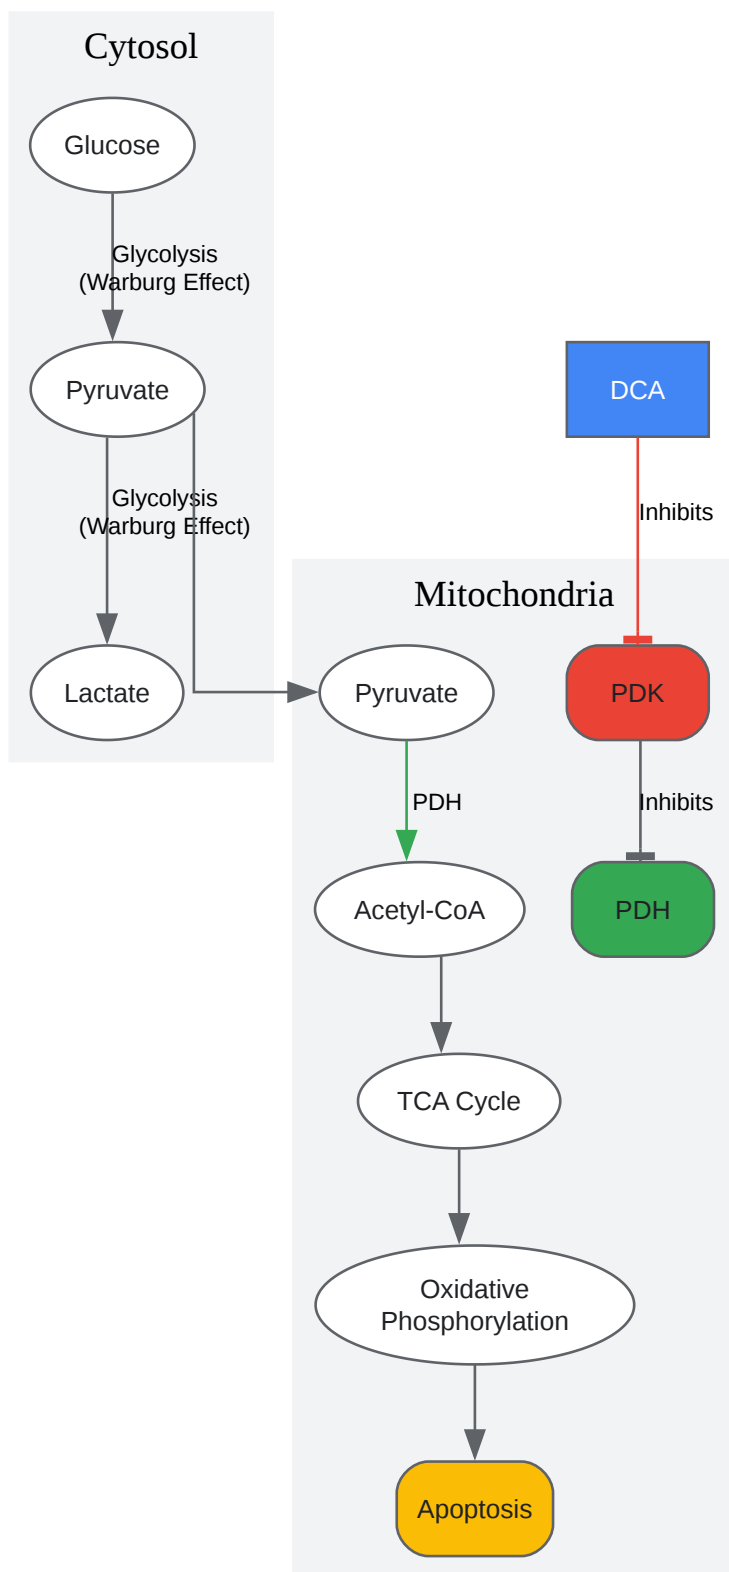 Cytosol
Glucose
Glycolysis
(Warburg Effect)
Pyruvate
DCA
Glycolysis
(Warburg Effect)
Inhibits
Mitochondria
Lactate
Pyruvate
PDK
PDH
Inhibits
Acetyl-CoA
PDH
TCA Cycle
Oxidative
Phosphorylation
Apoptosis